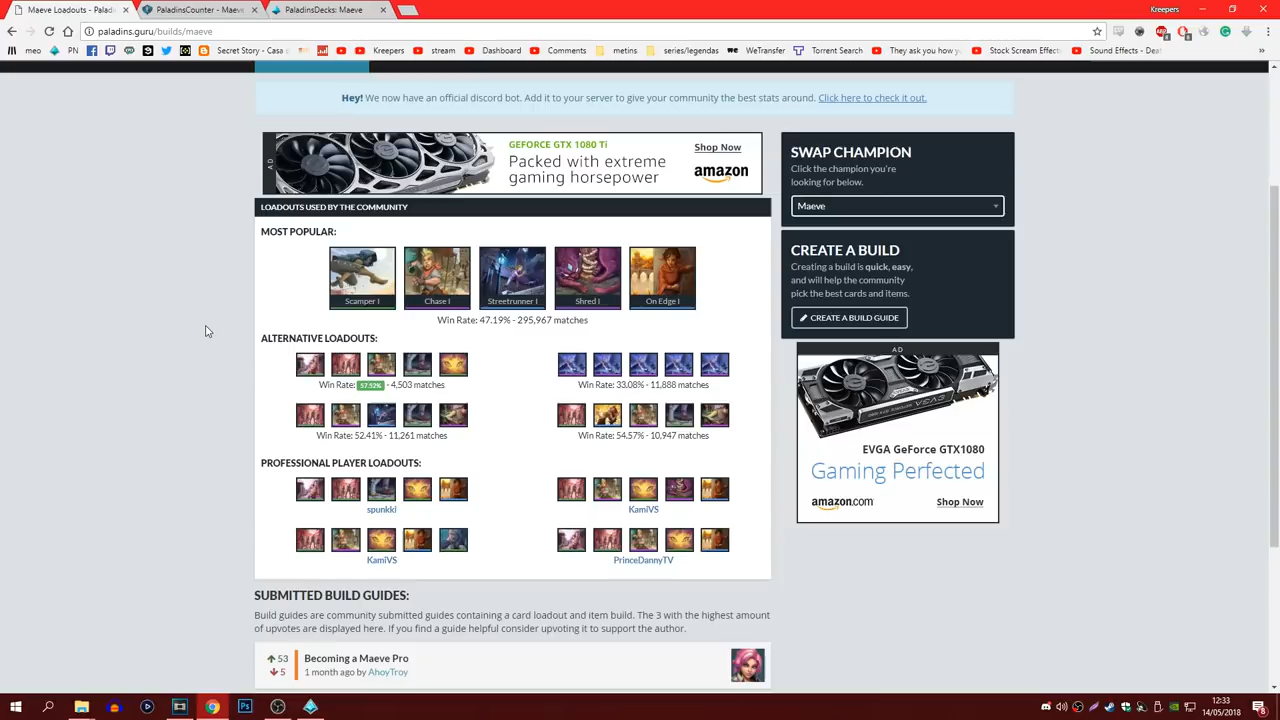 Maeve Loadouts - Paladi
PaladinsCounter - Maeve
PaladinsDecks: Maeve
Kreepers
paladins.guru/builds/maeve
meo
PN
Secret Story - Casa d
Kreepers
stream
Dashboard
Comments
metins
series/legendas
WeTransfer
Torrent Search
They ask you how y
Stock Scream Effects
Sound Effects - Deat
Hey! We now have an official discord bot. Add it to your server to give your community the best stats around. Click here to check it out.
AD
GEFORCE GTX 1080 Ti
Packed with extreme
gaming horsepower
Shop Now
amazon
LOADOUTS USED BY THE COMMUNITY
MOST POPULAR:
Scamper I
Chase I
Streetrunner I
Shred I
On Edge I
Win Rate: 47.19% - 295,967 matches
ALTERNATIVE LOADOUTS:
Win Rate: 57.52% - 4,503 matches
Win Rate: 33.08% - 11,888 matches
Win Rate: 52.41% - 11,261 matches
Win Rate: 54.57% - 10,947 matches
PROFESSIONAL PLAYER LOADOUTS:
spunkki
KamiVS
KamiVS
PrinceDannyTV
SUBMITTED BUILD GUIDES:
Build guides are community submitted guides containing a card loadout and item build. The 3 with the highest amount
of upvotes are displayed here. If you find a guide helpful consider upvoting it to support the author.
53
5
Becoming a Maeve Pro
1 month ago by AhoyTroy
SWAP CHAMPION
Click the champion you're
looking for below.
Maeve
CREATE A BUILD
Creating a build is quick, easy,
and will help the community
pick the best cards and items.
CREATE A BUILD GUIDE
AD
EVGA GeForce GTX1080
Gaming Perfected
amazon.com
Shop Now
12:33
14/05/2018